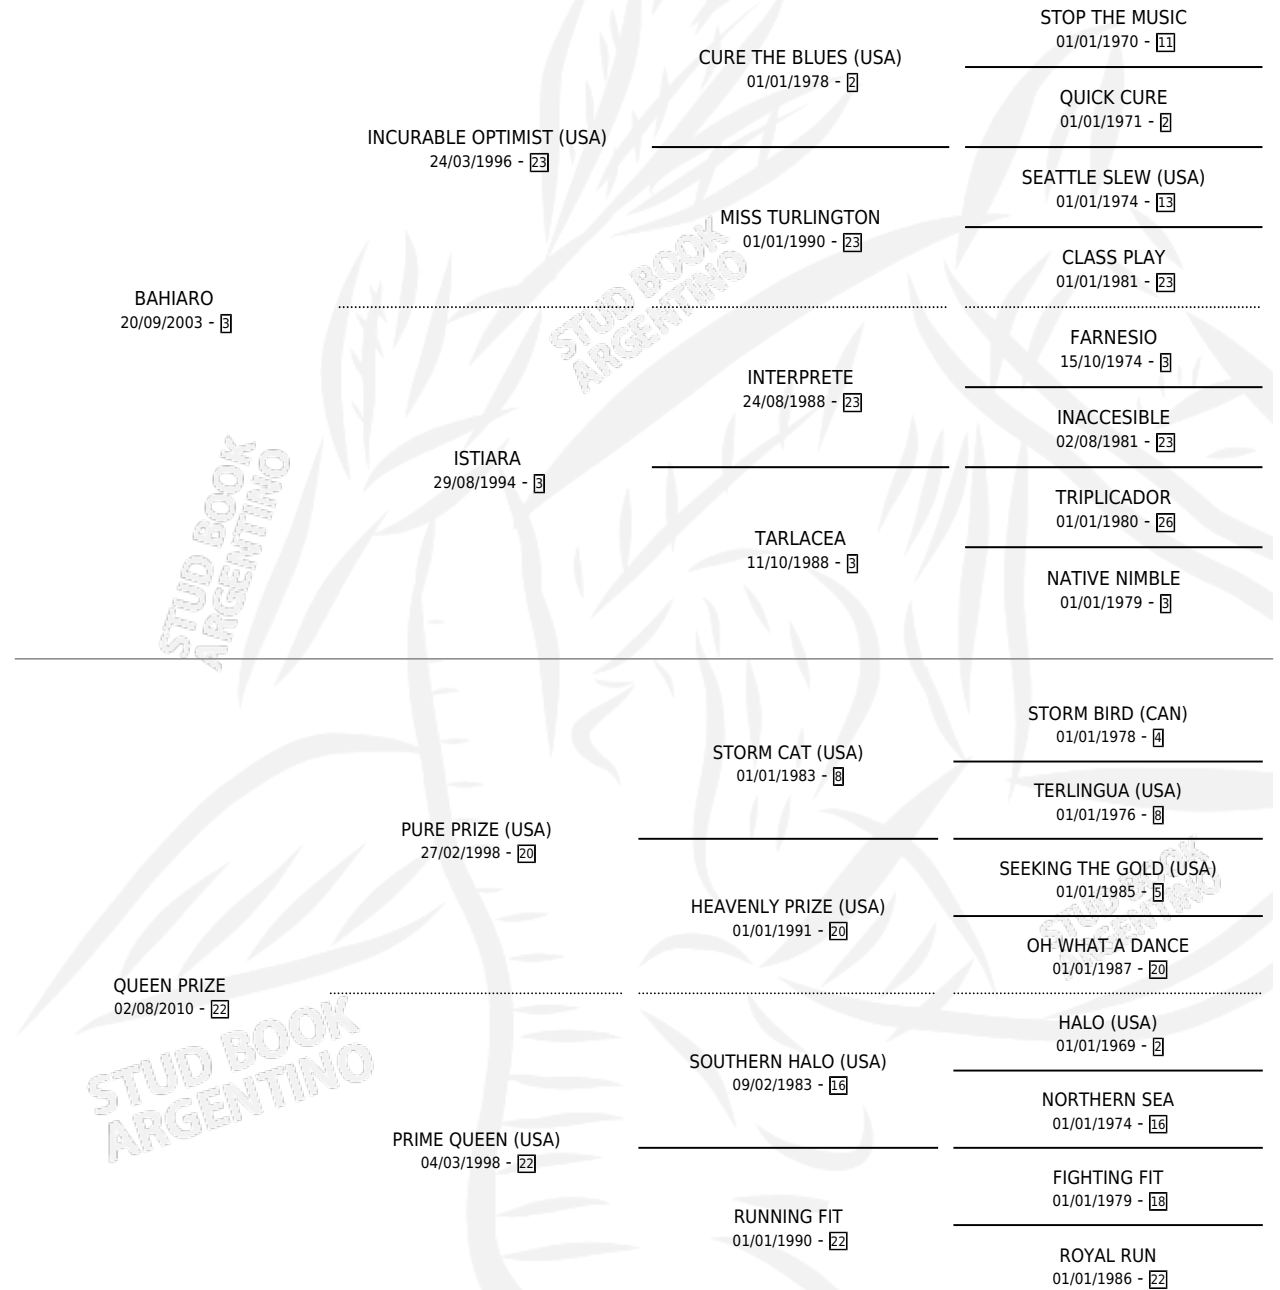 STOP THE MUSIC
01/01/1970 - 11
CURE THE BLUES (USA)
01/01/1978 - 2
QUICK CURE
01/01/1971 - 2
INCURABLE OPTIMIST (USA)
24/03/1996 - 23
SEATTLE SLEW (USA)
01/01/1974 - 13
MISS TURLINGTON
01/01/1990 - 23
CLASS PLAY
01/01/1981 - 23
BAHIARO
20/09/2003 - 3
STUD BOOK
ARGENTINO
FARNESIO
15/10/1974 - 3
INTERPRETE
24/08/1988 - 23
INACCESIBLE
02/08/1981 - 23
ISTIARA
29/08/1994 - 3
TRIPLICADOR
01/01/1980 - 26
TARLACEA
11/10/1988 - 3
NATIVE NIMBLE
01/01/1979 - 3
STUD BOOK
ARGENTINO
STORM BIRD (CAN)
01/01/1978 - 4
STORM CAT (USA)
01/01/1983 - 8
TERLINGUA (USA)
01/01/1976 - 8
PURE PRIZE (USA)
27/02/1998 - 20
SEEKING THE GOLD (USA)
01/01/1985 - 5
HEAVENLY PRIZE (USA)
01/01/1991 - 20
STUD BOOK
ARGENTINO
OH WHAT A DANCE
01/01/1987 - 20
QUEEN PRIZE
02/08/2010 - 22
STUD BOOK
ARGENTINO
HALO (USA)
01/01/1969 - 2
SOUTHERN HALO (USA)
09/02/1983 - 16
NORTHERN SEA
01/01/1974 - 16
PRIME QUEEN (USA)
04/03/1998 - 22
FIGHTING FIT
01/01/1979 - 18
RUNNING FIT
01/01/1990 - 22
ROYAL RUN
01/01/1986 - 22